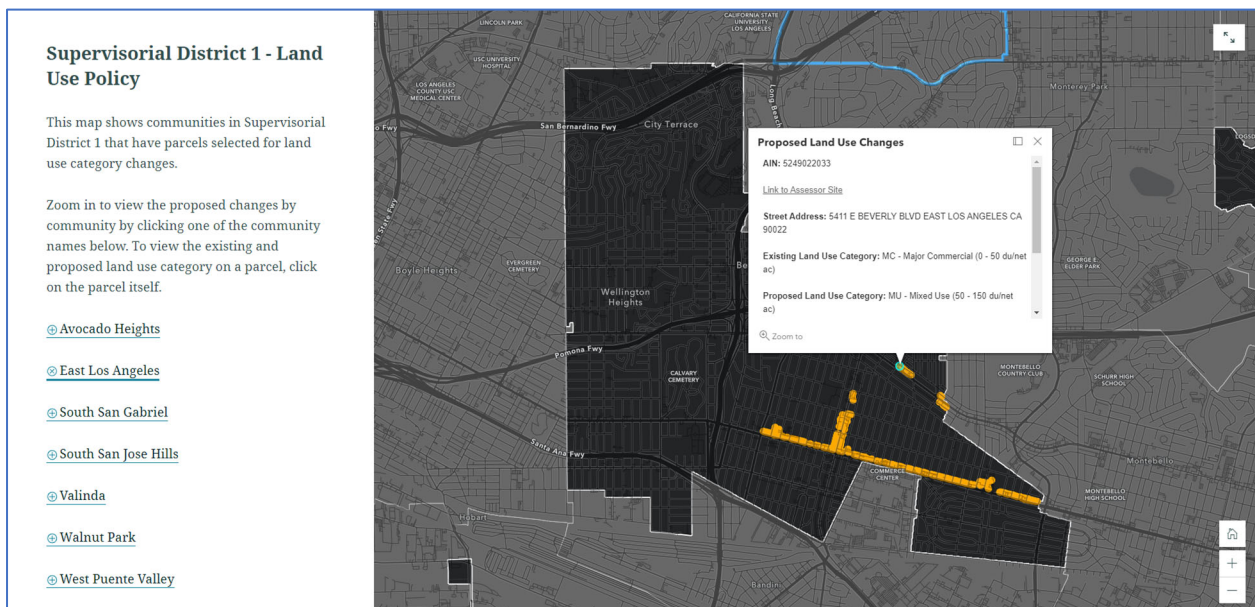 Supervisorial District 1 - Land
Use Policy
This map shows communities in Supervisorial
District 1 that have parcels selected for land
use category changes.
Zoom in to view the proposed changes by
community by clicking one of the community
names below. To view the existing and
proposed land use category on a parcel, click
on the parcel itself.
Avocado Heights
East Los Angeles
South San Gabriel
South San Jose Hills
Valinda
Walnut Park
West Puente Valley
LINCOLN PARK
CALIFORNIA STATE
UNIVERSITY
LOS ANGELES
USC UNIVERSITY
HOSPITAL
LOS ANGELES
COUNTY USC
MEDICAL CENTER
Long Beach
Monterey Park
San Bernardino Fwy
City Terrace
o Fwy
en State Fwy
Proposed Land Use Changes
AIN: 5249022033
Link to Assessor Site
Street Address: 5411 E BEVERLY BLVD EAST LOS ANGELES CA
90022
Existing Land Use Category: MC - Major Commercial (0 - 50 du/net
ac)
Proposed Land Use Category: MU - Mixed Use (50 - 150 du/net
ac)
Zoom to
Boyle Heights
EVERGREEN
CEMETERY
Be
GEORGE E
ELDER PARK
Wellington
Heights
Pomona Fwy
CALVARY
CEMETERY
MONTEBELLO
COUNTRY CLUB
SCHURR HIGH
SCHOOL
Santa Ana Fwy
COMMERCE
CENTER
Montebello
MONTEBELLO
HIGH SCHOOL
Hobart
Bandini